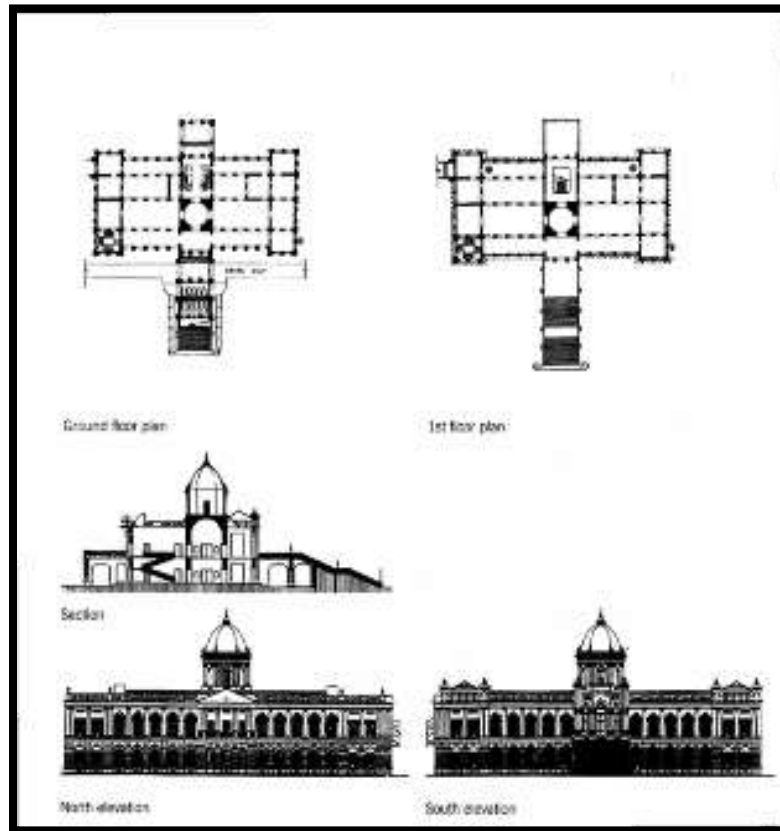 Ground floor plan
1st floor plan
Section
North elevation
South elevation